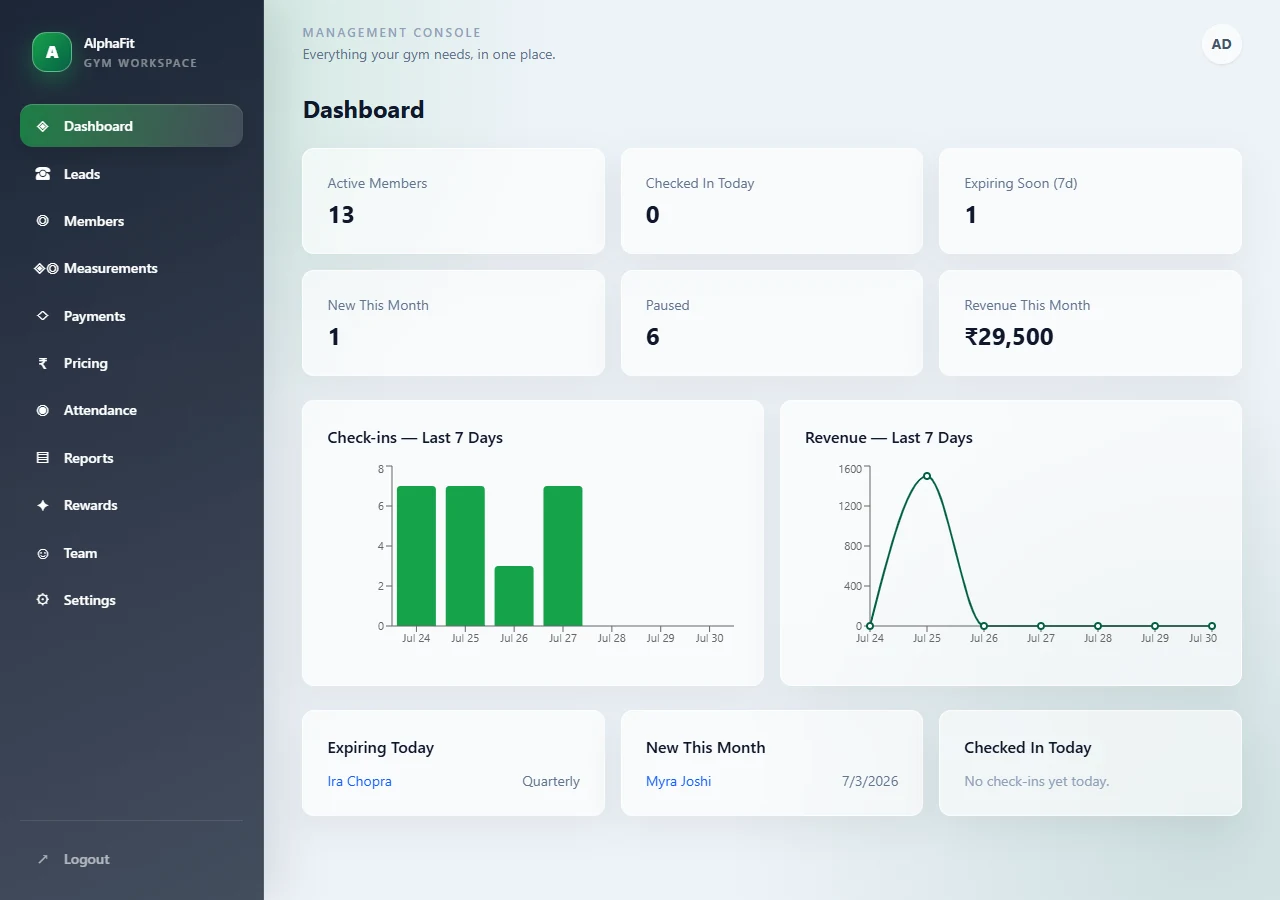 A
AlphaFit
GYM WORKSPACE
Dashboard
Leads
Members
Measurements
Payments
₹ Pricing
Attendance
Reports
Rewards
Team
Settings
Logout
MANAGEMENT CONSOLE
Everything your gym needs, in one place.
AD
Dashboard
Active Members
13
Checked In Today
0
Expiring Soon (7d)
1
New This Month
1
Paused
6
Revenue This Month
₹29,500
Check-ins — Last 7 Days
8
6
4
2
0
Jul 24 Jul 25 Jul 26 Jul 27 Jul 28 Jul 29 Jul 30
Revenue — Last 7 Days
1600
1200
800
400
0
Jul 24 Jul 25 Jul 26 Jul 27 Jul 28 Jul 29 Jul 30
Expiring Today
Ira Chopra Quarterly
New This Month
Myra Joshi 7/3/2026
Checked In Today
No check-ins yet today.